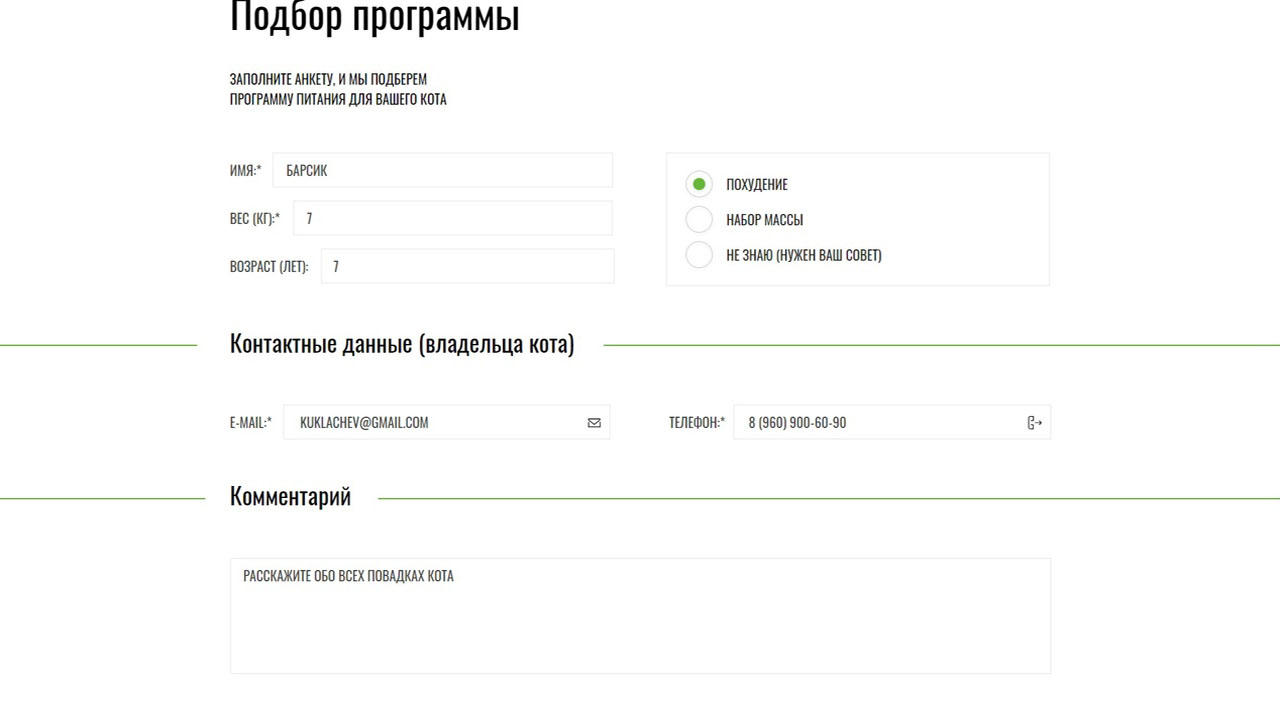 Подбор программы
ЗАПОЛНИТЕ АНКЕТУ, И МЫ ПОДБЕРЕМ
ПРОГРАММУ ПИТАНИЯ ДЛЯ ВАШЕГО КОТА
ИМЯ:* БАРСИК
ВЕС (КГ):* 7
ВОЗРАСТ (ЛЕТ): 7
ПОХУДЕНИЕ
НАБОР МАССЫ
НЕ ЗНАЮ (НУЖЕН ВАШ СОВЕТ)
Контактные данные (владельца кота)
E-MAIL:* KUKLACHEV@GMAIL.COM
ТЕЛЕФОН:* 8 (960) 900-60-90
Комментарий
РАССКАЖИТЕ ОБО ВСЕХ ПОВАДКАХ КОТА